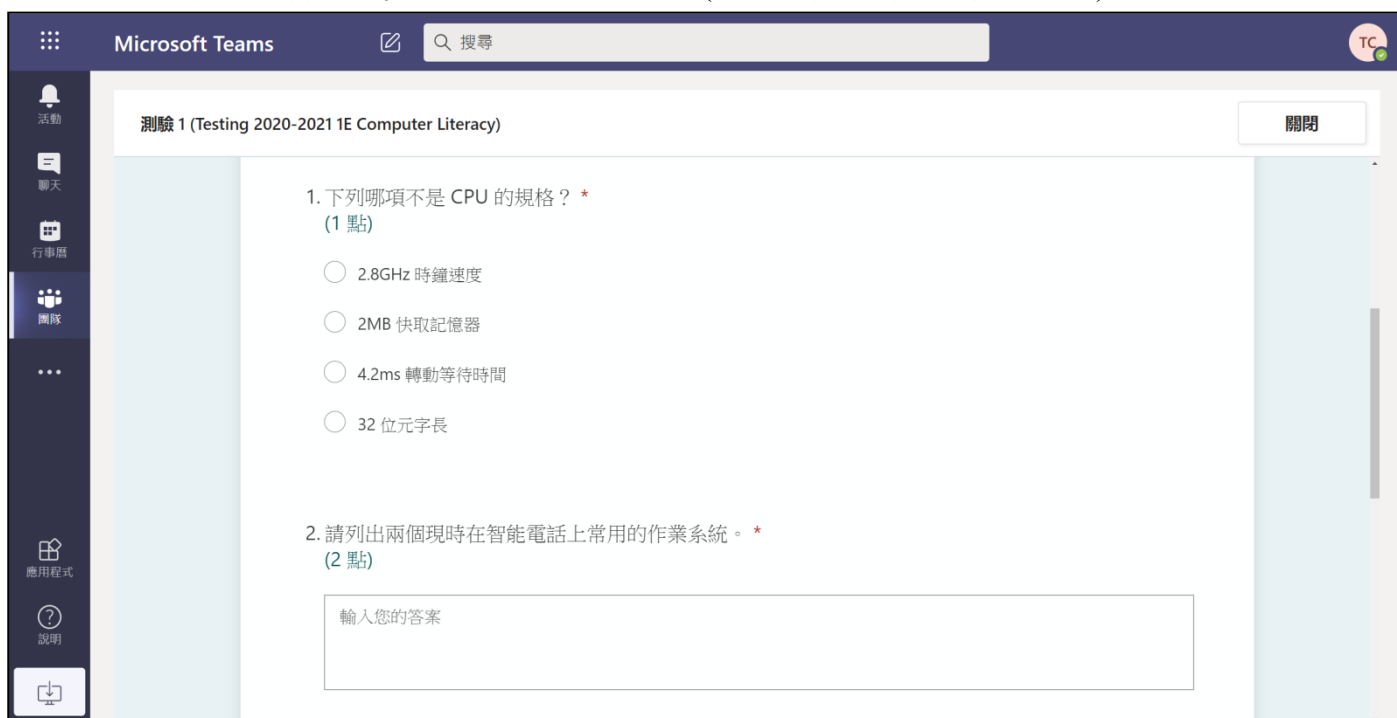 Microsoft Teams
搜尋
TC
活動
測驗 1 (Testing 2020-2021 1E Computer Literacy)
關閉
聊天
行事曆
團隊
1. 下列哪項不是 CPU 的規格？ *
(1 點)
2.8GHz 時鐘速度
2MB 快取記憶器
4.2ms 轉動等待時間
32 位元字長
2. 請列出兩個現時在智能電話上常用的作業系統。 *
(2 點)
輸入您的答案
應用程式
說明